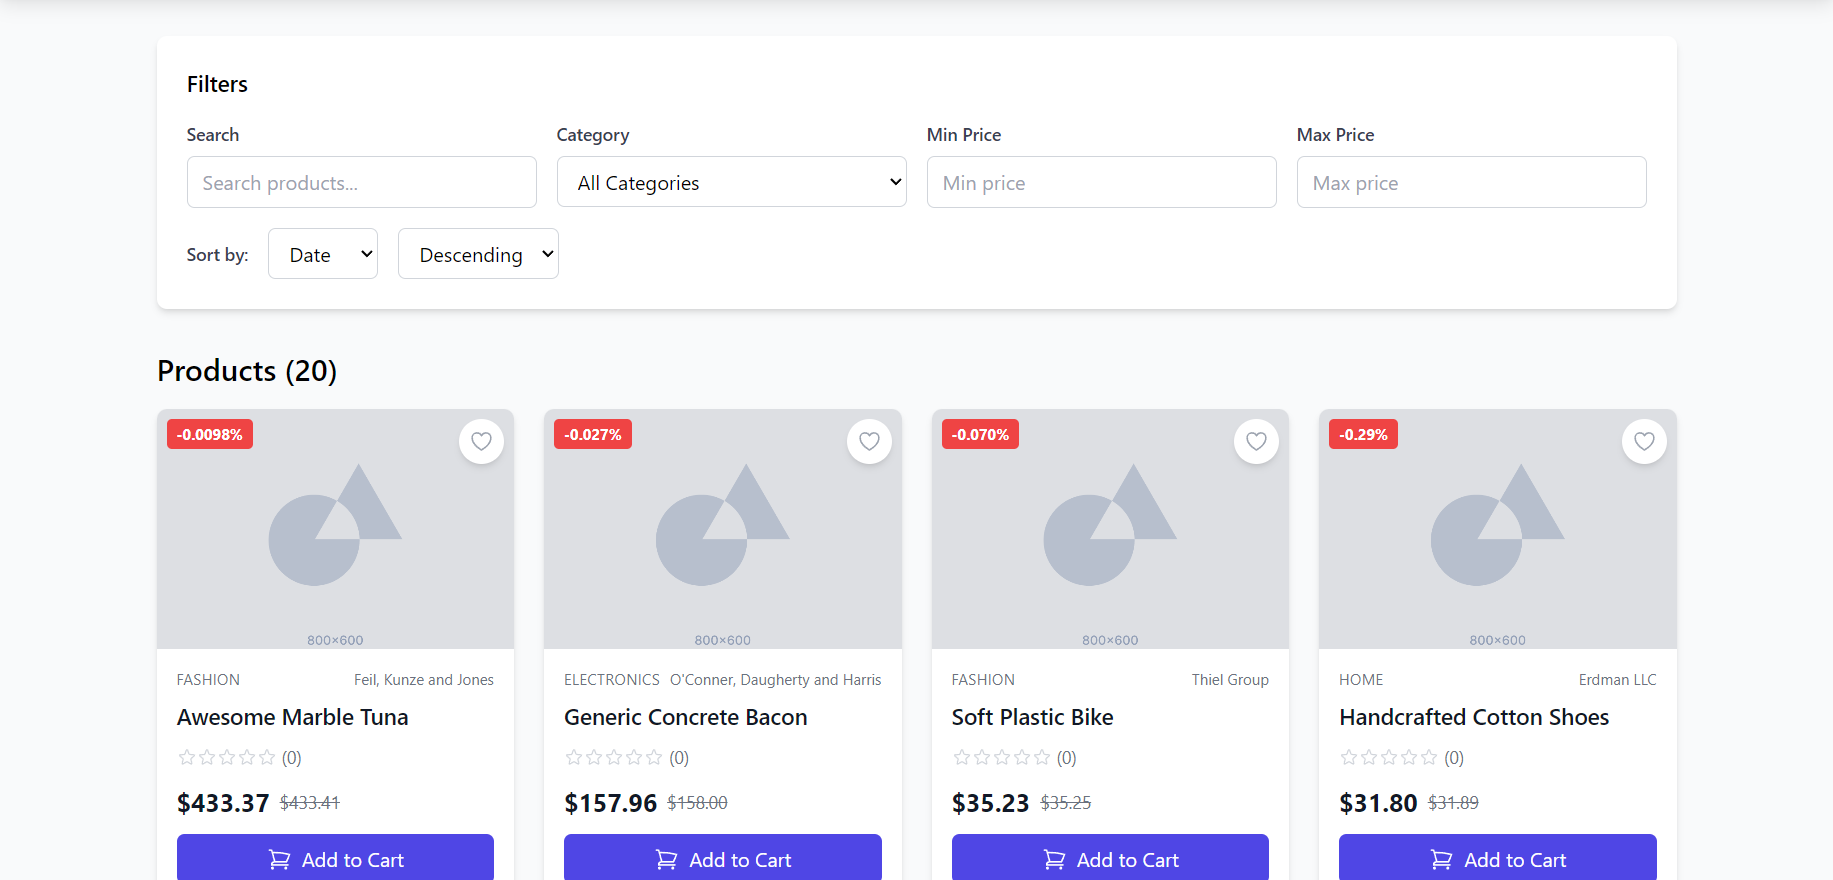 Filters
Search Category Min Price Max Price
Search products... All Categories Min price Max price
Sort by: Date Descending
Products (20)
-0.0098% -0.027% -0.070% -0.29%
800×600 800×600 800×600 800×600
FASHION Feil, Kunze and Jones ELECTRONICS O'Conner, Daugherty and Harris FASHION Thiel Group HOME Erdman LLC
Awesome Marble Tuna Generic Concrete Bacon Soft Plastic Bike Handcrafted Cotton Shoes
(0) (0) (0) (0)
$433.37 $433.41 $157.96 $158.00 $35.23 $35.25 $31.80 $31.89
Add to Cart Add to Cart Add to Cart Add to Cart